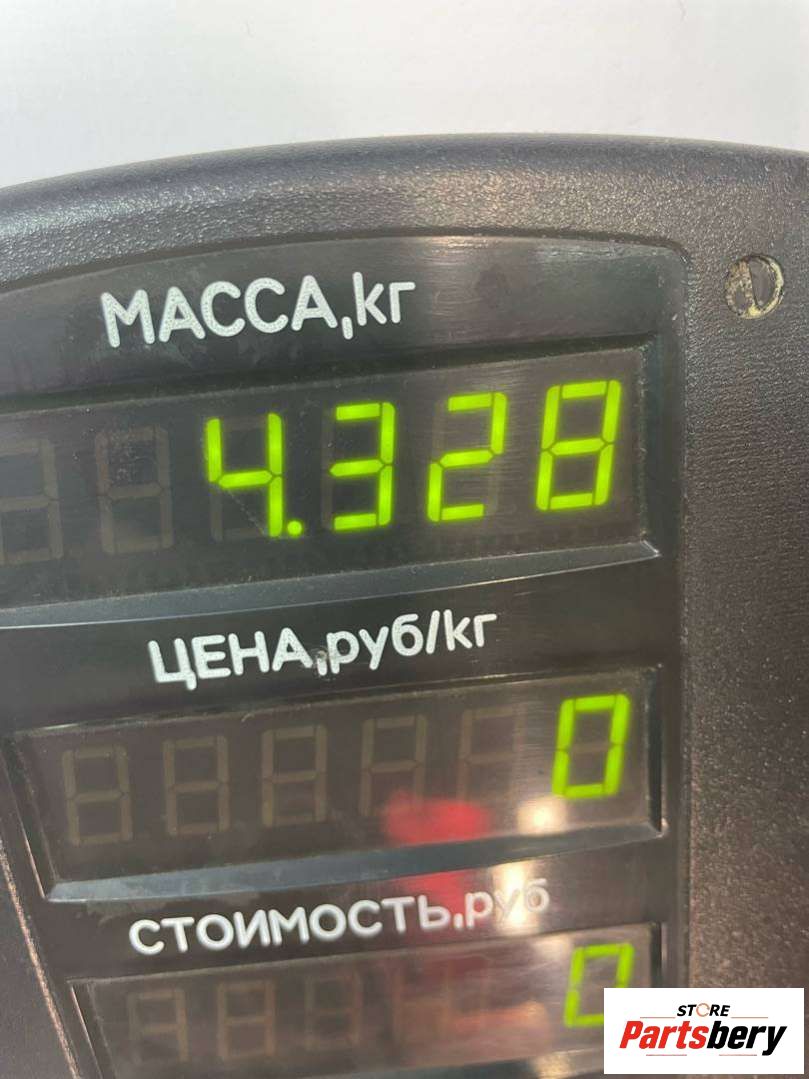 МАССА,кг
4.328
ЦЕНА,руб/кг
0
СТОИМОСТЬ,руб
0
STORE
Partsbery